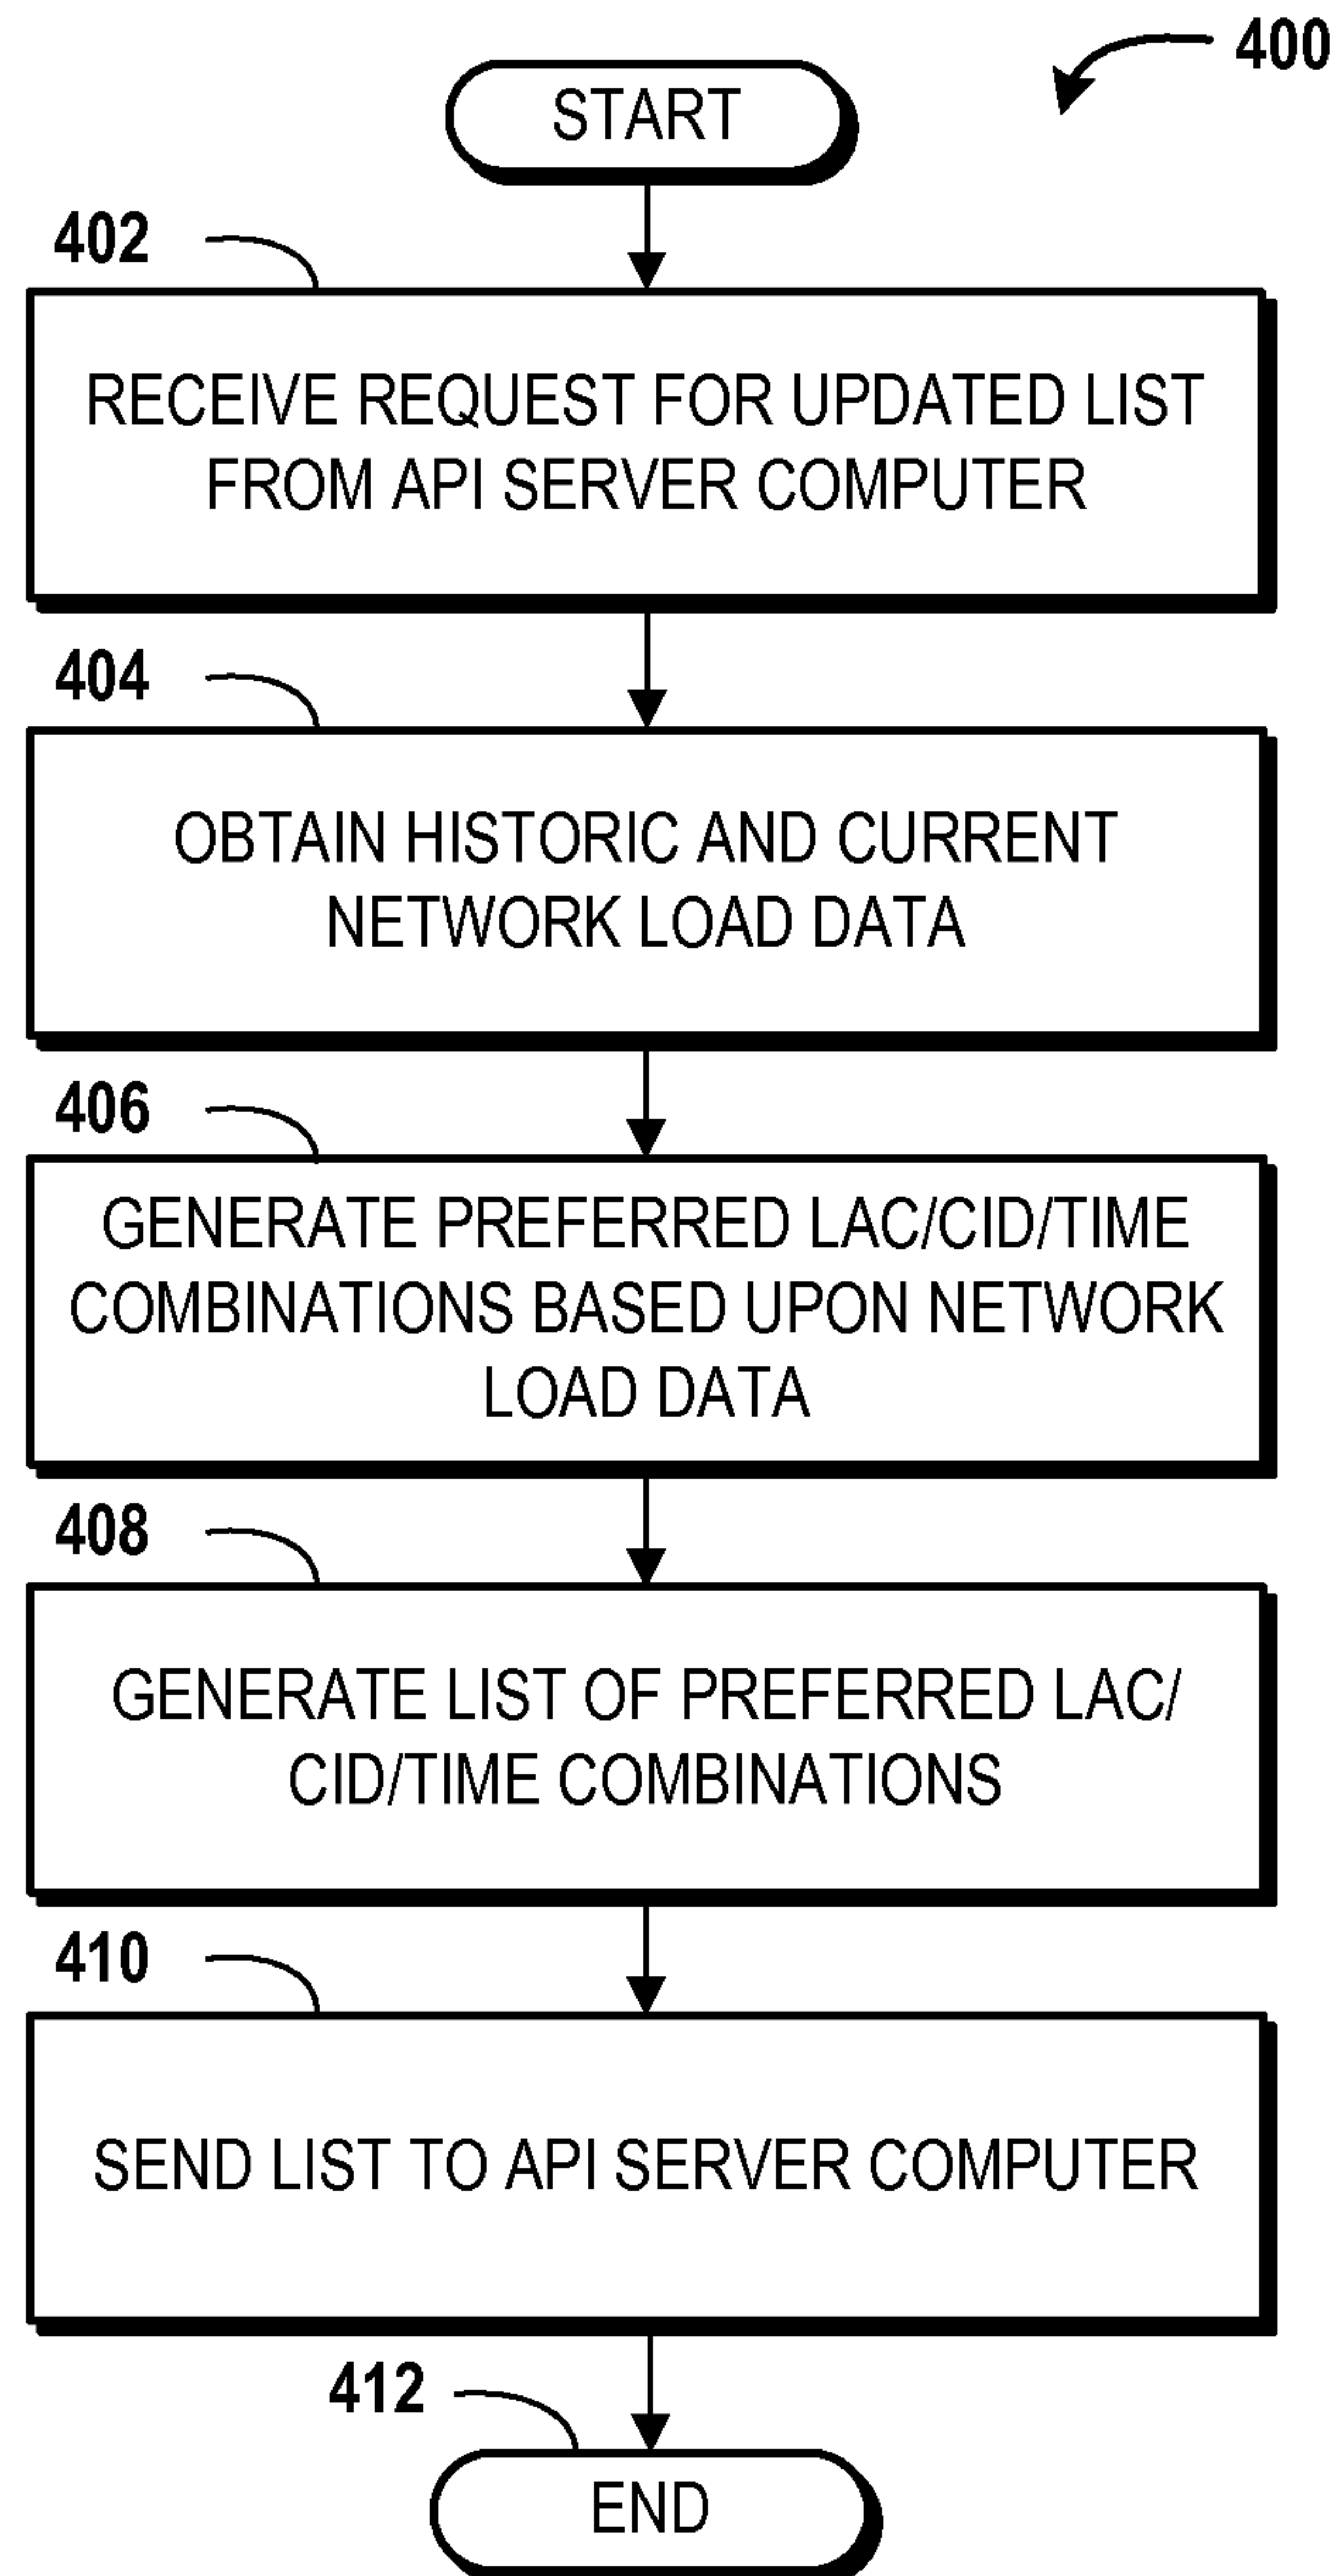 400
START
402
RECEIVE REQUEST FOR UPDATED LIST
FROM API SERVER COMPUTER
404
OBTAIN HISTORIC AND CURRENT
NETWORK LOAD DATA
406
GENERATE PREFERRED LAC/CID/TIME
COMBINATIONS BASED UPON NETWORK
LOAD DATA
408
GENERATE LIST OF PREFERRED LAC/
CID/TIME COMBINATIONS
410
SEND LIST TO API SERVER COMPUTER
412
END